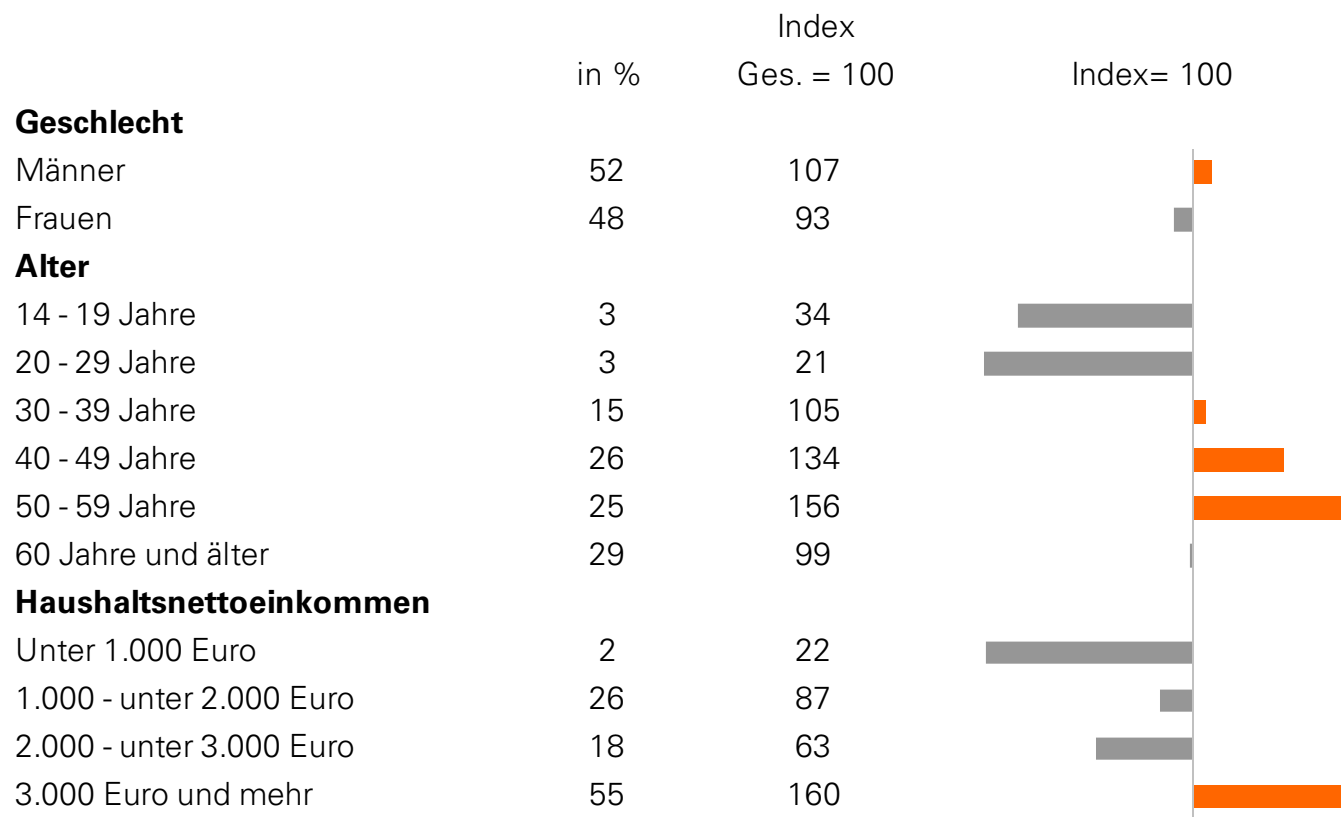 Index
in % Ges. = 100 Index= 100
Geschlecht
Männer 52 107
Frauen 48 93
Alter
14 - 19 Jahre 3 34
20 - 29 Jahre 3 21
30 - 39 Jahre 15 105
40 - 49 Jahre 26 134
50 - 59 Jahre 25 156
60 Jahre und älter 29 99
Haushaltsnettoeinkommen
Unter 1.000 Euro 2 22
1.000 - unter 2.000 Euro 26 87
2.000 - unter 3.000 Euro 18 63
3.000 Euro und mehr 55 160